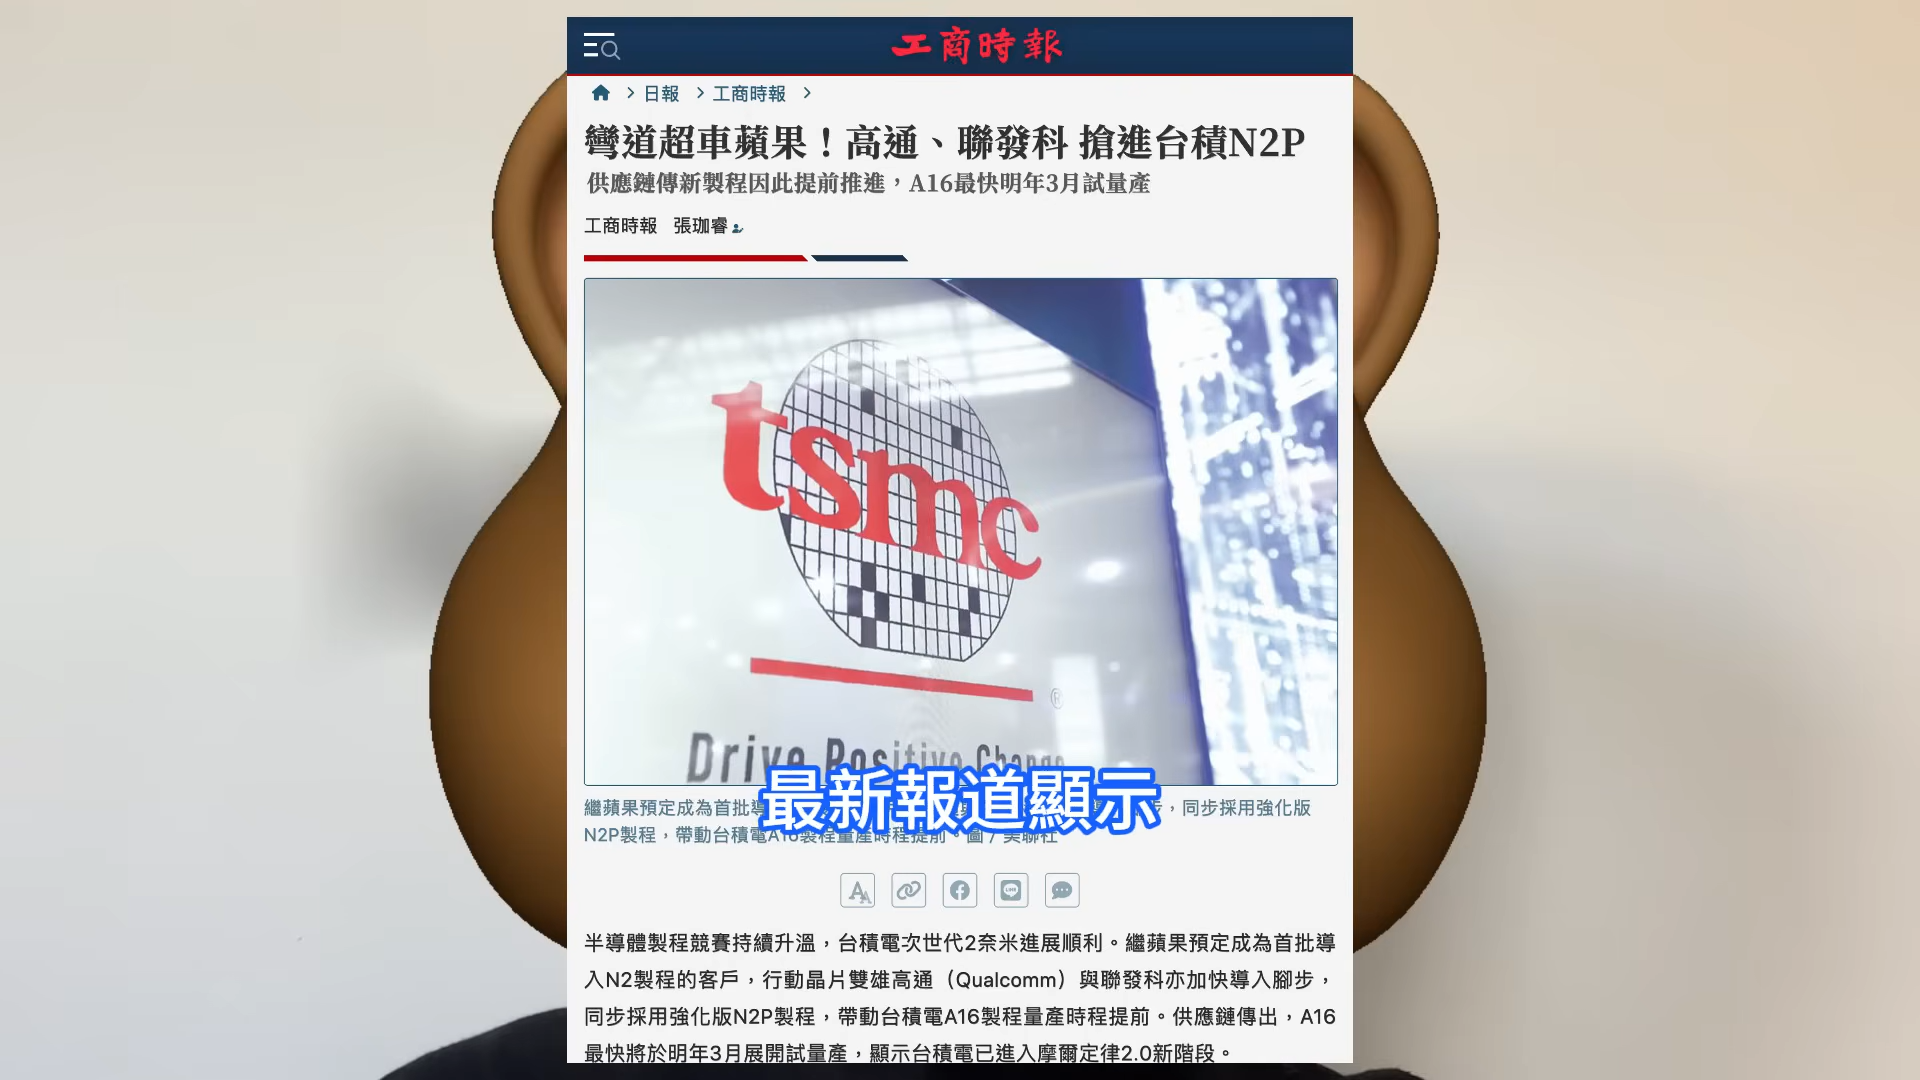 工商時報
日報
工商時報
彎道超車蘋果！高通、聯發科 搶進台積N2P
供應鏈傳新製程因此提前推進，A16最快明年3月試量產
工商時報 張珈睿
tsmc
®
Drive Positive Change
最新報道顯示
繼蘋果預定成為首批導 步，同步採用強化版
N2P製程，帶動台積電A16製程量產時程提前。圖／美聯社
半導體製程競賽持續升溫，台積電次世代2奈米進展順利。繼蘋果預定成為首批導
入N2製程的客戶，行動晶片雙雄高通（Qualcomm）與聯發科亦加快導入腳步，
同步採用強化版N2P製程，帶動台積電A16製程量產時程提前。供應鏈傳出，A16
最快將於明年3月展開試量產，顯示台積電已進入摩爾定律2.0新階段。